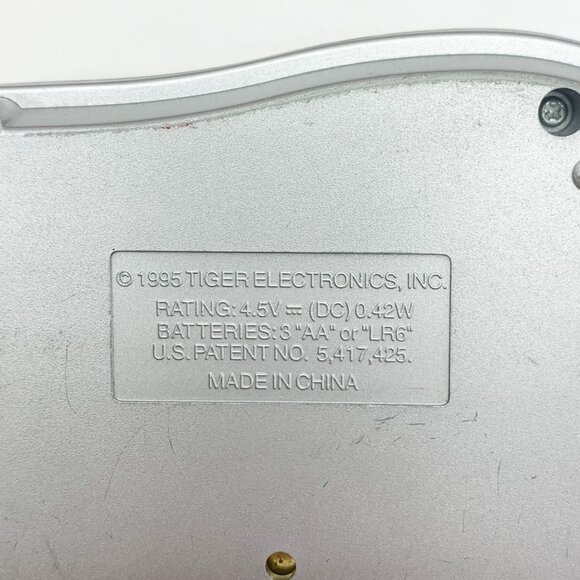 © 1995 TIGER ELECTRONICS, INC.
RATING: 4.5V ⎓ (DC) 0.42W
BATTERIES: 3 "AA" or "LR6"
U.S. PATENT NO. 5,417,425.
MADE IN CHINA